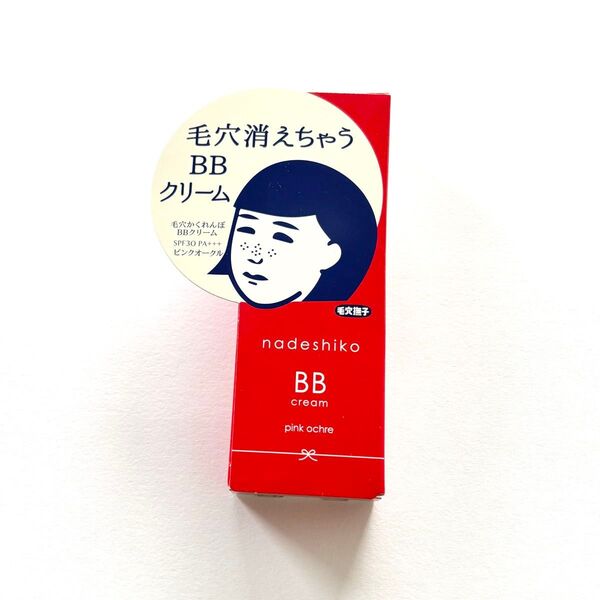 毛穴消えちゃう
BB
クリーム
毛穴かくれんぼ
BBクリーム
SPF30 PA+++
ピンクオークル
毛穴撫子
nadeshiko
BB
cream
pink ochre